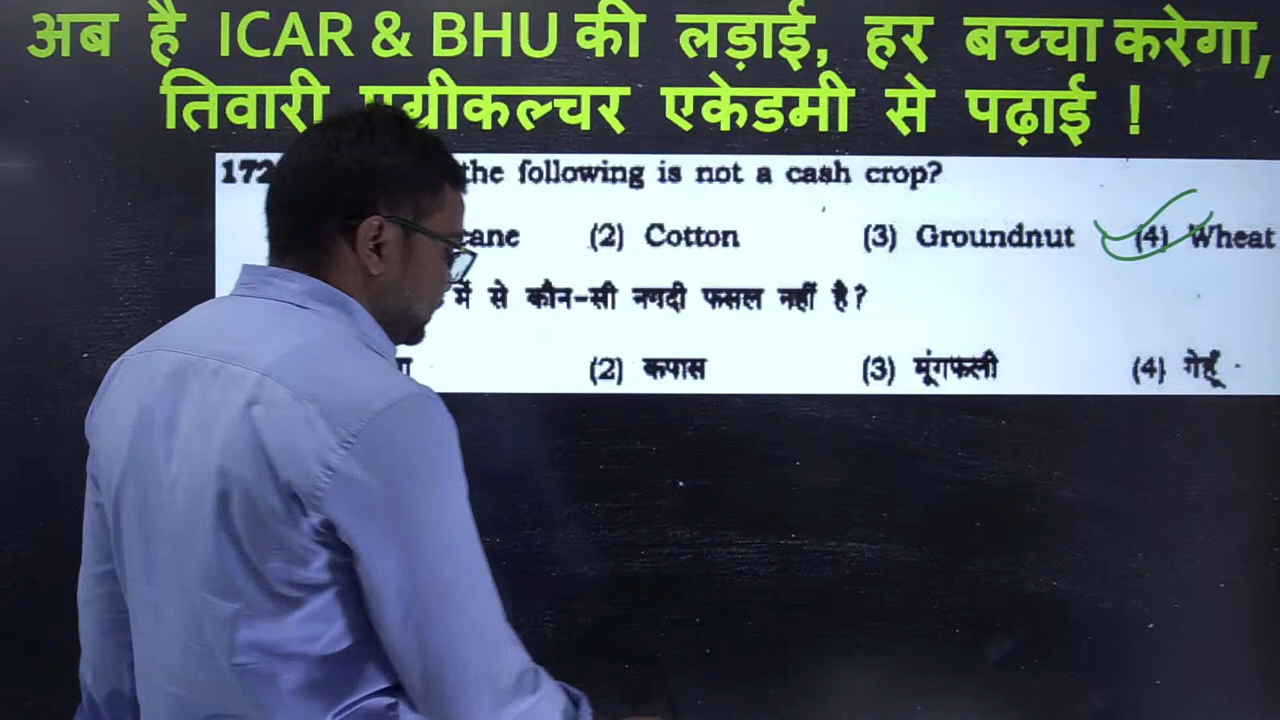 अब है ICAR & BHU की लड़ाई, हर बच्चा करेगा,
तिवारी एग्रीकल्चर एकेडमी से पढ़ाई !
172 the following is not a cash crop?
cane (2) Cotton (3) Groundnut (4) Wheat
में से कौन-सी नगदी फसल नहीं है?
(2) कपास (3) मूंगफली (4) गेहूँ